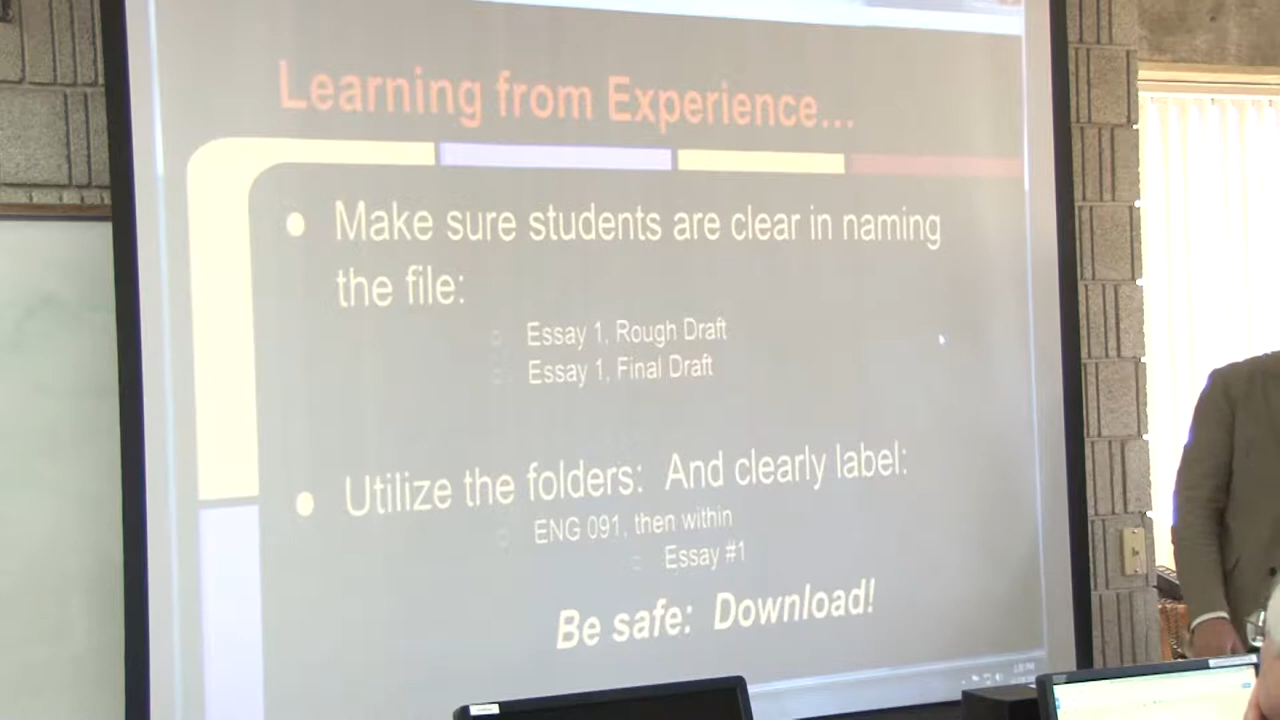 Learning from Experience...
Make sure students are clear in naming
the file:
Essay 1, Rough Draft
Essay 1, Final Draft
Utilize the folders: And clearly label:
ENG 091, then within
Essay #1
Be safe: Download!